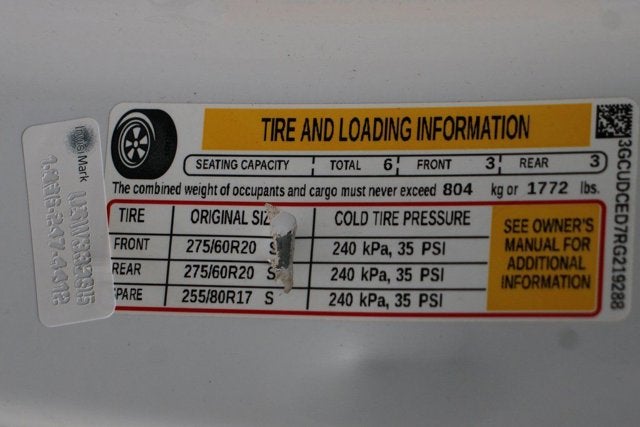 TIRE AND LOADING INFORMATION
SEATING CAPACITY TOTAL 6 FRONT 3 REAR 3
The combined weight of occupants and cargo must never exceed 804 kg or 1772 lbs.
TIRE ORIGINAL COLD TIRE PRESSURE
FRONT 275/60R20 240 kPa, 35 PSI
REAR 275/60R20 240 kPa, 35 PSI
255/80R17 S 240 kPa, 35 PSI
SEE OWNER'S
MANUAL FOR
ADDITIONAL
INFORMATION
3GCUDCED7RG219288